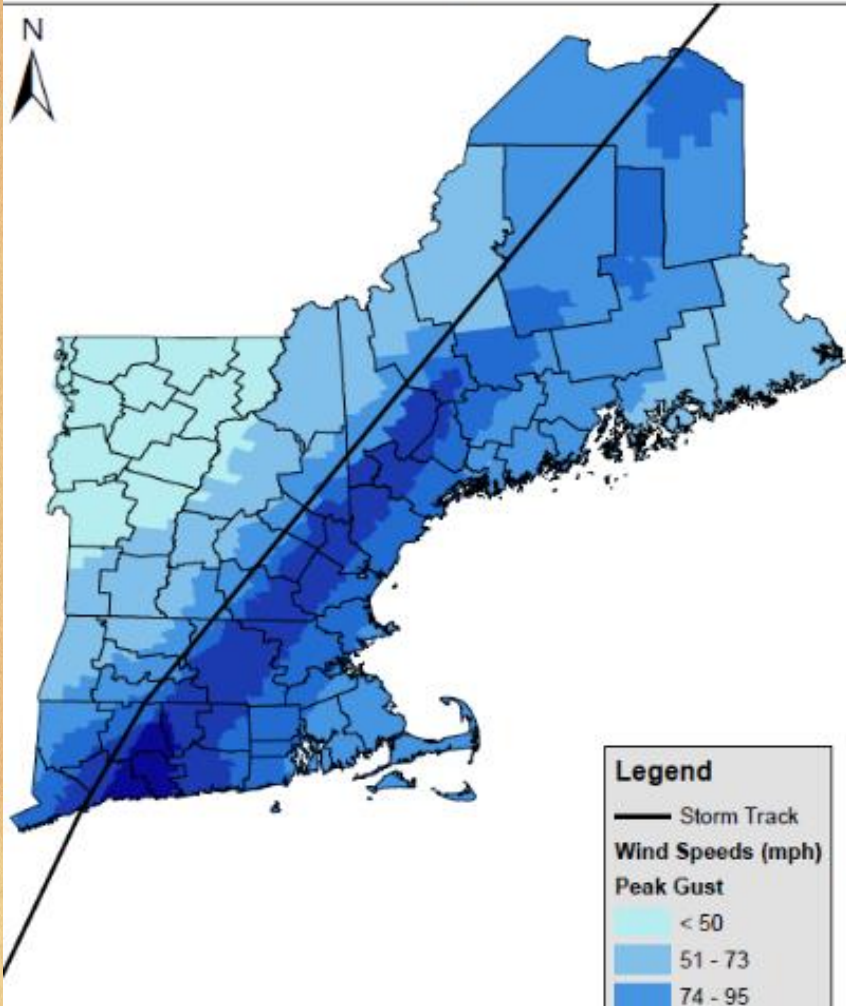 N
Legend
Storm Track
Wind Speeds (mph)
Peak Gust
< 50
51 - 73
74 - 95